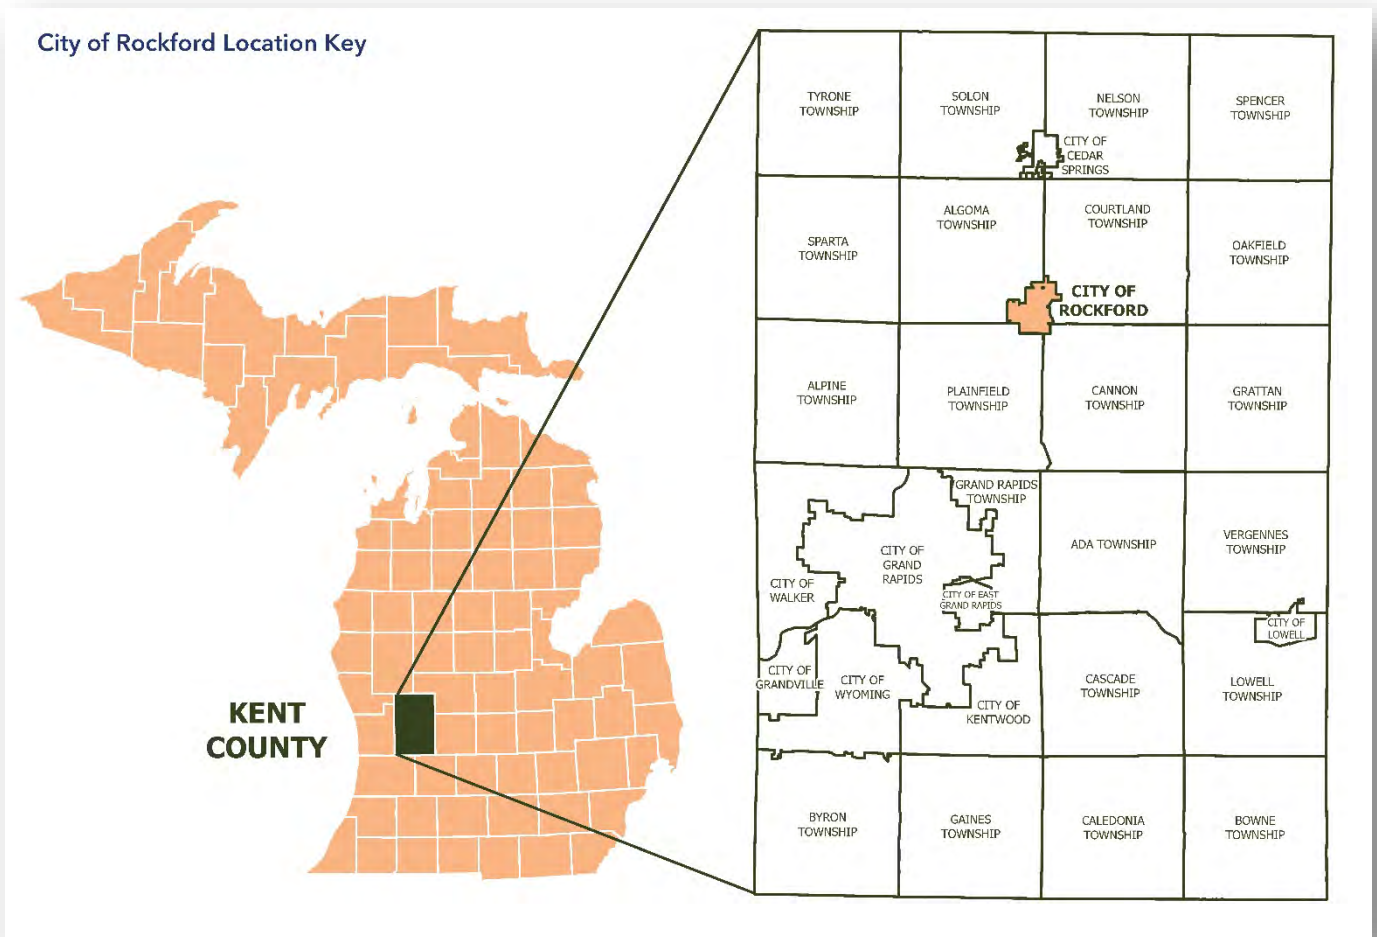 City of Rockford Location Key
TYRONE
TOWNSHIP
SOLON
TOWNSHIP
NELSON
TOWNSHIP
SPENCER
TOWNSHIP
CITY OF
CEDAR
SPRINGS
SPARTA
TOWNSHIP
ALGOMA
TOWNSHIP
COURTLAND
TOWNSHIP
OAKFIELD
TOWNSHIP
CITY OF
ROCKFORD
ALPINE
TOWNSHIP
PLAINFIELD
TOWNSHIP
CANNON
TOWNSHIP
GRATTAN
TOWNSHIP
GRAND RAPIDS
TOWNSHIP
CITY OF
GRAND
RAPIDS
ADA TOWNSHIP
VERGENNES
TOWNSHIP
CITY OF
WALKER
CITY OF EAST
GRAND RAPIDS
CITY OF
LOWELL
CITY OF
GRANDVILLE
CITY OF
WYOMING
CITY OF
KENTWOOD
CASCADE
TOWNSHIP
LOWELL
TOWNSHIP
KENT
COUNTY
BYRON
TOWNSHIP
GAINES
TOWNSHIP
CALEDONIA
TOWNSHIP
BOWNE
TOWNSHIP